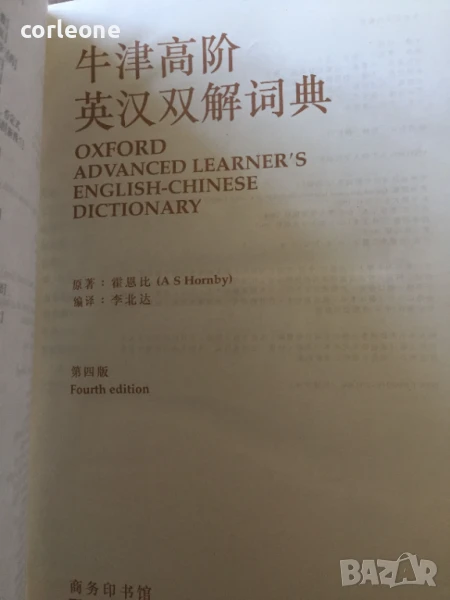 corleone
牛津高阶
英汉双解词典
OXFORD
ADVANCED LEARNER'S
ENGLISH-CHINESE
DICTIONARY
原著：霍恩比 (A S Hornby)
编译：李北达
第四版
Fourth edition
商务印书馆
BAZAR